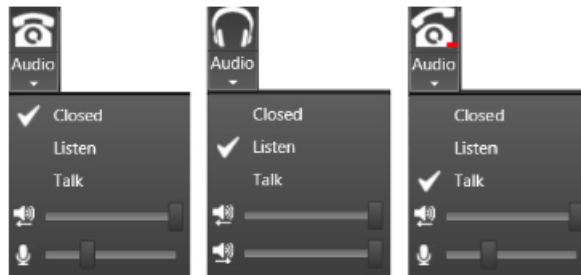 Audio
Closed
Listen
Talk
Audio
Closed
Listen
Talk
Audio
Closed
Listen
Talk